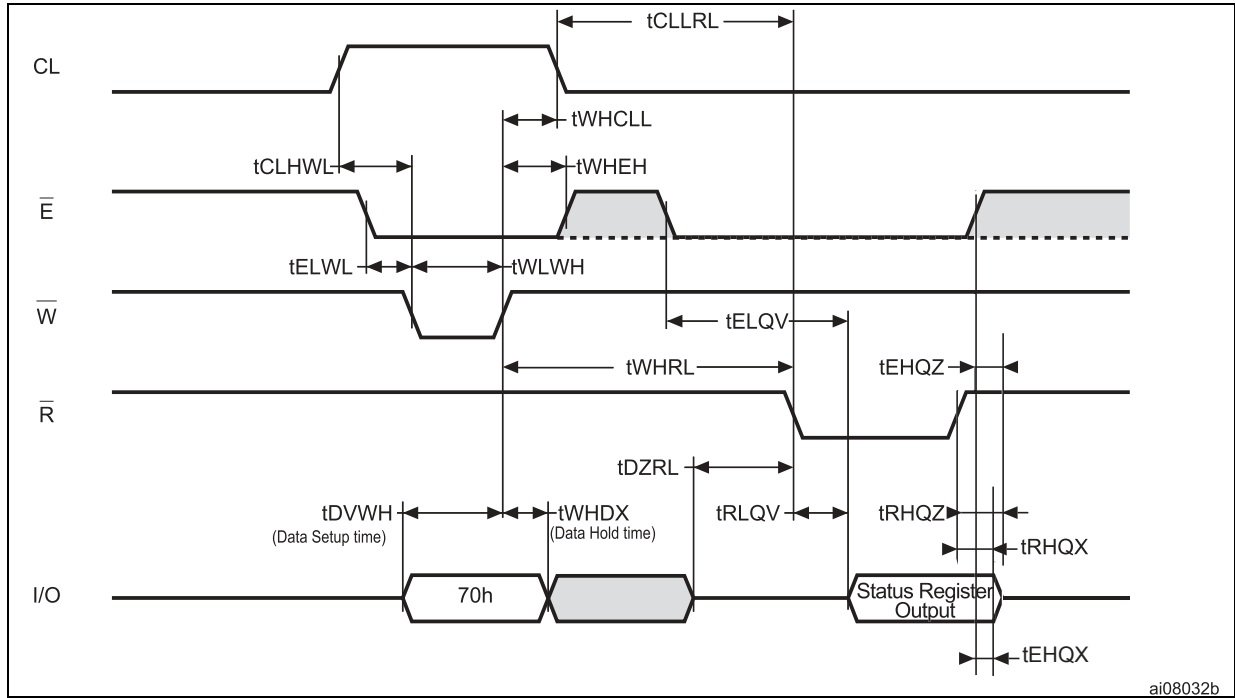 tCLLRL
CL
tWHCLL
tCLHWL
tWHEH
E
tELWL
tWLWH
W
tELQV
tWHRL
tEHQZ
R
tDZRL
tDVWH
(Data Setup time)
tWHDX
(Data Hold time)
tRLQV
tRHQZ
tRHQX
I/O
70h
Status Register
Output
tEHQX
ai08032b